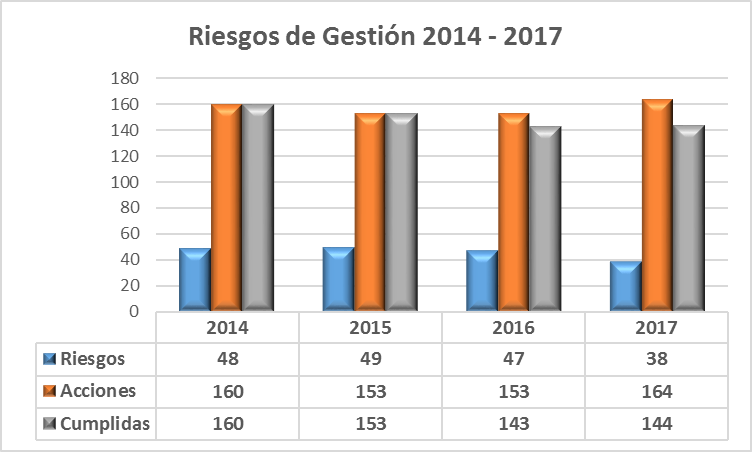 Riesgos de Gestión 2014 - 2017
180
160
140
120
100
80
60
40
20
0
2014 2015 2016 2017
Riesgos 48 49 47 38
Acciones 160 153 153 164
Cumplidas 160 153 143 144